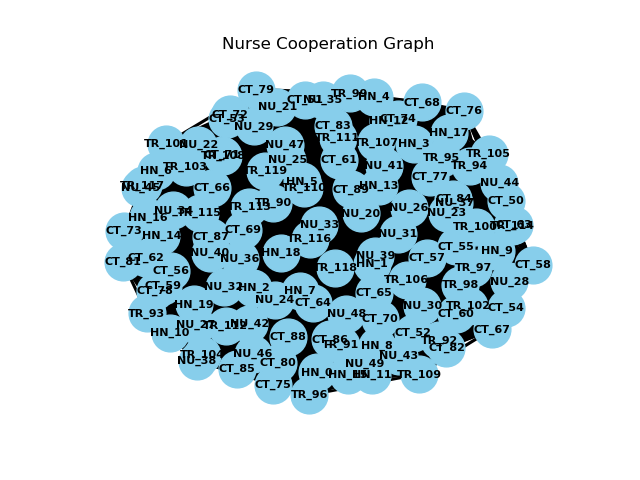 Nurse Cooperation Graph
CT_79
NU_21
CT_51
NU_35
TR_99
HN_4
CT_68
CT_76
CT_72
CT_53
NU_29
CT_83
TR_111
CT_74
HN_12
HN_17
TR_101
NU_22
NU_47
TR_107
HN_3
TR_103
NU_25
CT_61
NU_41
TR_95
TR_94
TR_105
HN_6
TR_119
CT_77
TR_117
CT_66
HN_5
TR_110
CT_89
HN_13
NU_44
NU_34
TR_115
TR_113
TR_90
NU_20
NU_26
CT_84
NU_37
NU_23
CT_50
HN_16
CT_73
HN_14
CT_87
CT_69
NU_33
TR_116
NU_31
TR_100
TR_114
CT_63
CT_81
CT_62
NU_40
NU_36
HN_18
NU_39
HN_1
CT_57
CT_55
HN_9
CT_56
TR_118
TR_97
CT_58
CT_59
CT_78
NU_32
HN_2
HN_7
CT_65
TR_106
TR_98
NU_28
TR_93
HN_19
NU_24
CT_64
NU_30
TR_102
CT_54
HN_10
NU_27
TR_112
NU_42
NU_48
CT_70
CT_60
CT_67
CT_88
CT_86
TR_91
HN_8
CT_52
TR_92
CT_82
TR_104
NU_38
NU_46
CT_80
NU_49
NU_43
CT_85
HN_0
HN_15
HN_11
TR_109
CT_75
TR_96